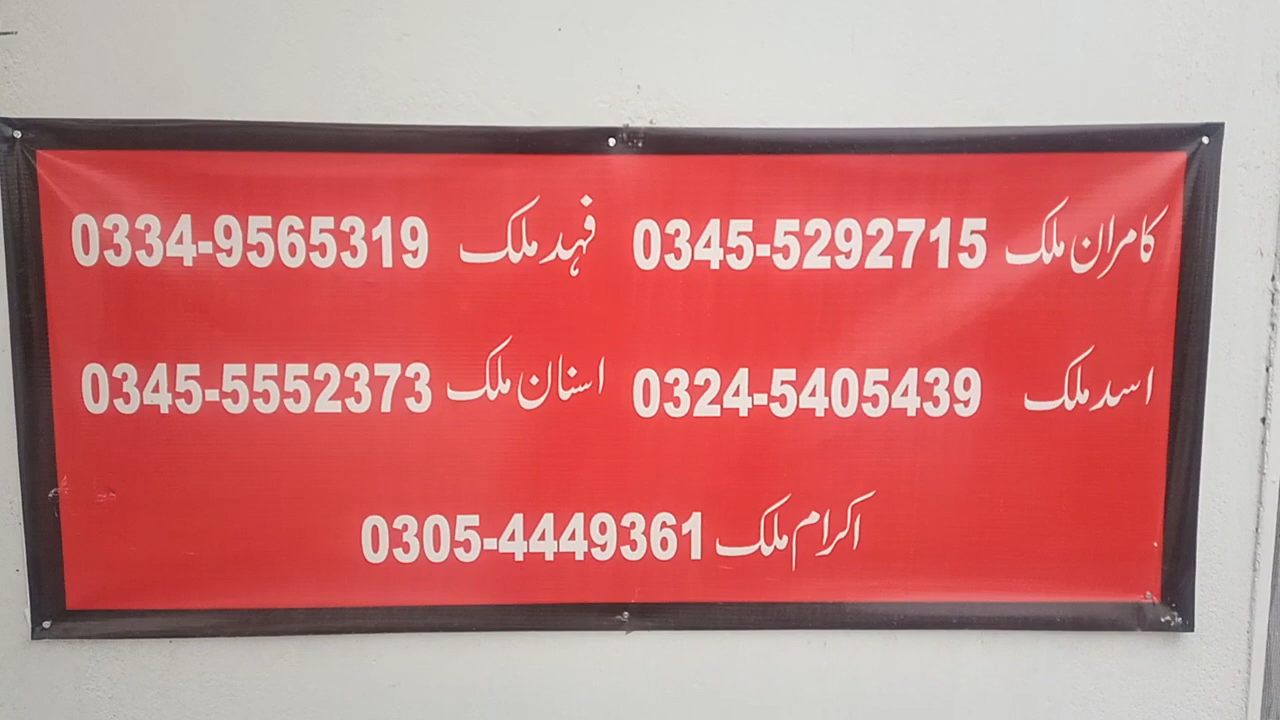 کامران ملک 0345-5292715 فہد ملک 0334-9565319
اسد ملک 0324-5405439 اسنان ملک 0345-5552373
اکرام ملک 0305-4449361